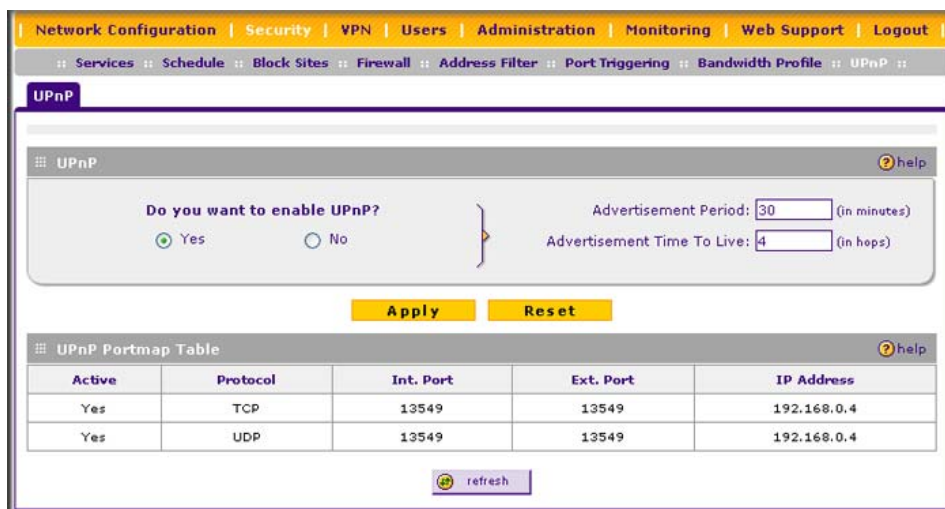 | Network Configuration | Security | VPN | Users | Administration | Monitoring | Web Support | Logout |
:: Services :: Schedule :: Block Sites :: Firewall :: Address Filter :: Port Triggering :: Bandwidth Profile :: UPnP ::
UPnP
UPnP ? help
Do you want to enable UPnP?
Yes No
Advertisement Period: 30 (in minutes)
Advertisement Time To Live: 4 (in hops)
Apply Reset
UPnP Portmap Table ? help
Active Protocol Int. Port Ext. Port IP Address
Yes TCP 13549 13549 192.168.0.4
Yes UDP 13549 13549 192.168.0.4
refresh